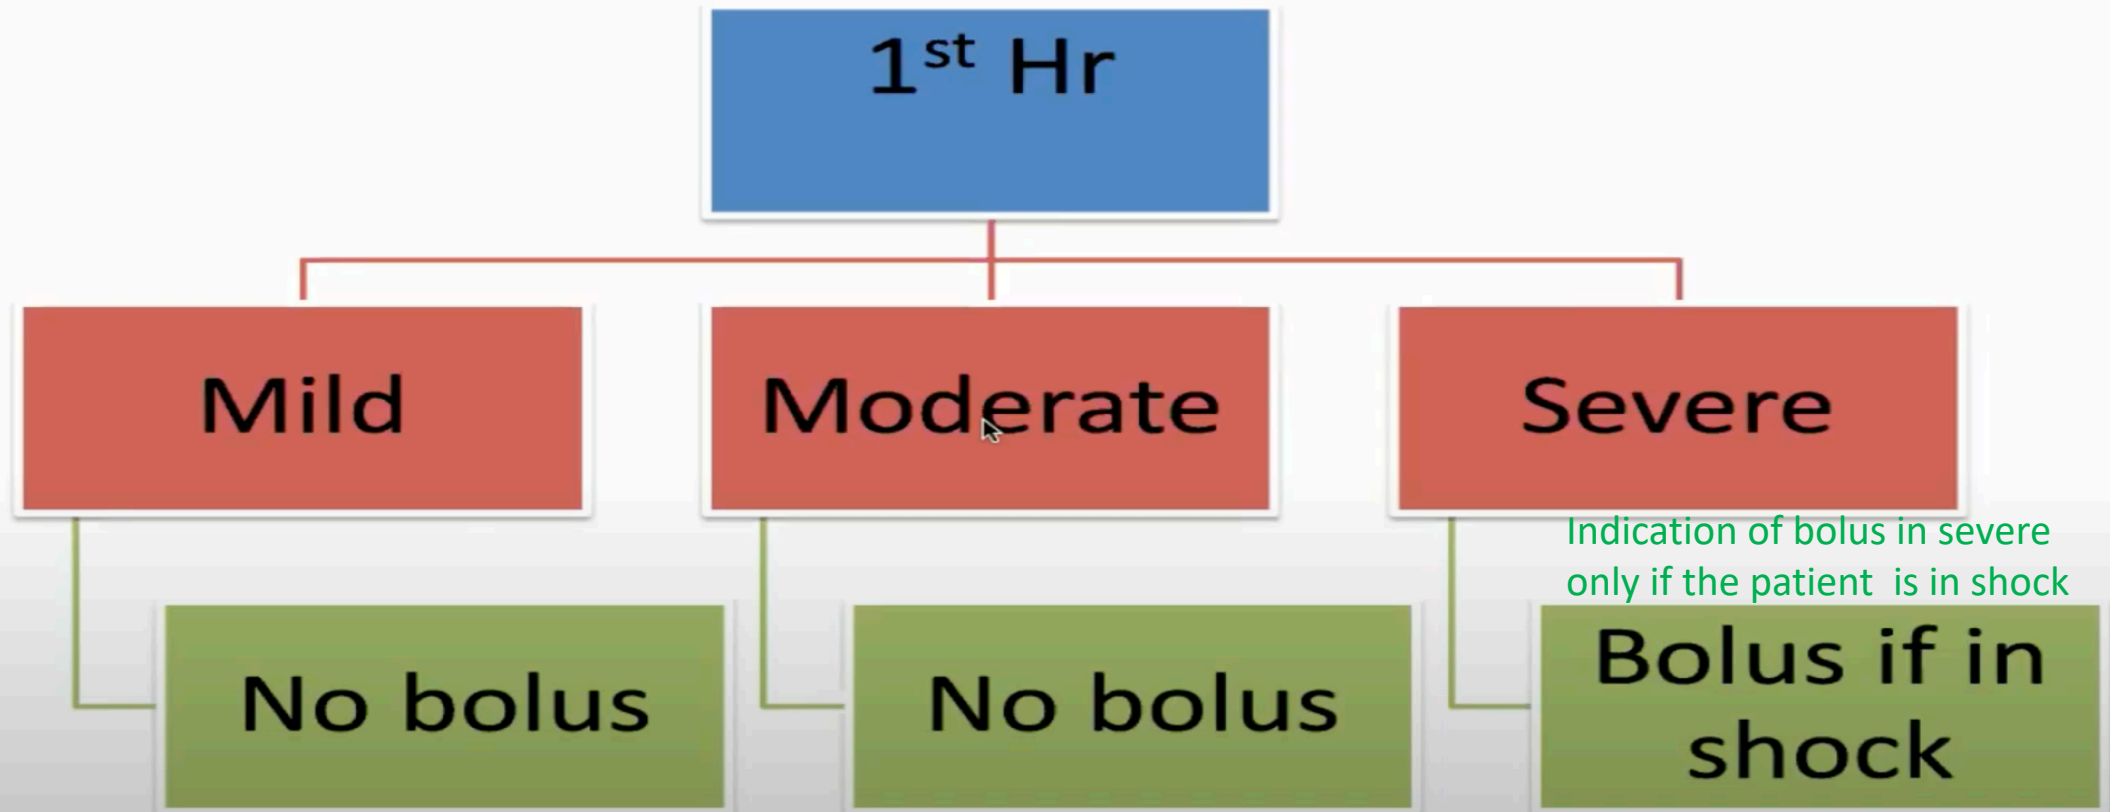 1st Hr
Mild
Moderate
Severe
Indication of bolus in severe
only if the patient is in shock
No bolus
No bolus
Bolus if in
shock